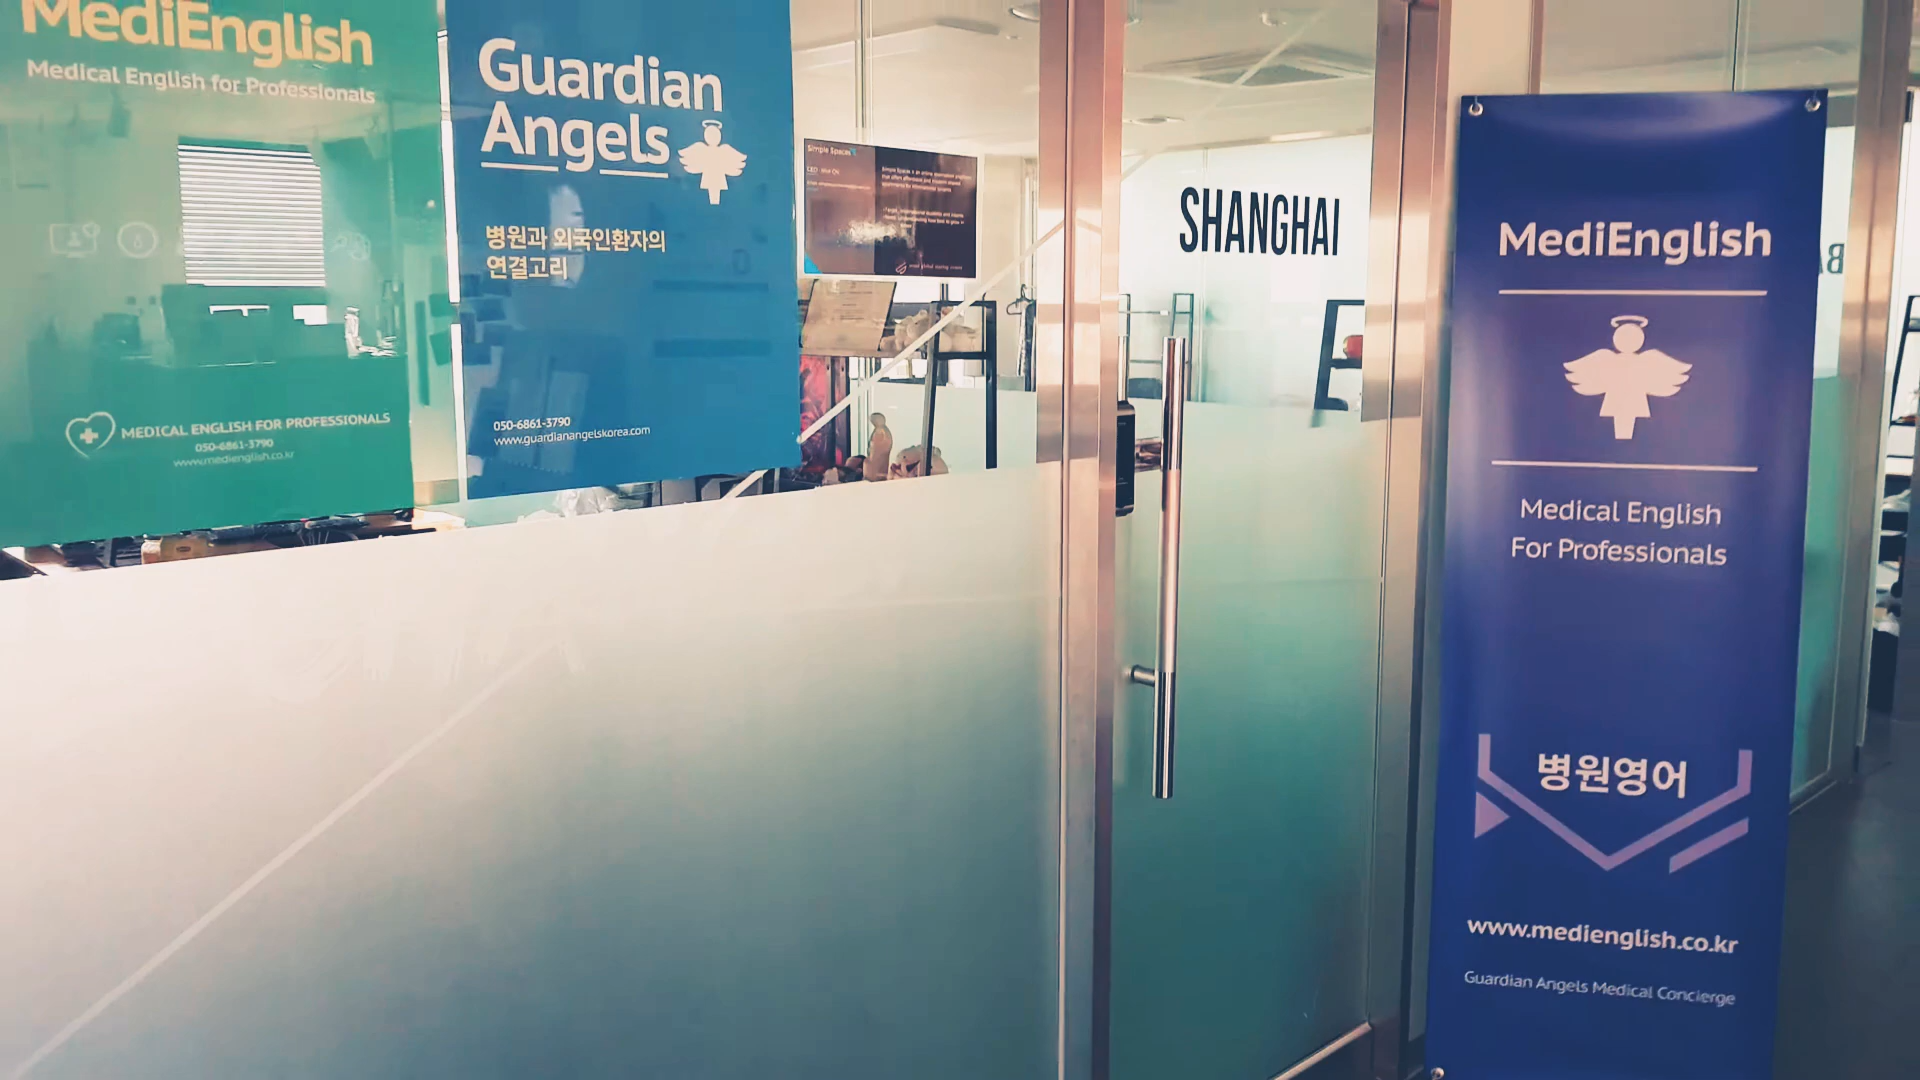 MediEnglish
Medical English for Professionals
MEDICAL ENGLISH FOR PROFESSIONALS
050-6861-3790
www.medienglish.co.kr
Guardian
Angels
병원과 외국인환자의
연결고리
050-6861-3790
www.guardianangelskorea.com
Simple Spaces
SHANGHAI
MediEnglish
Medical English
For Professionals
병원영어
www.medienglish.co.kr
Guardian Angels Medical Concierge